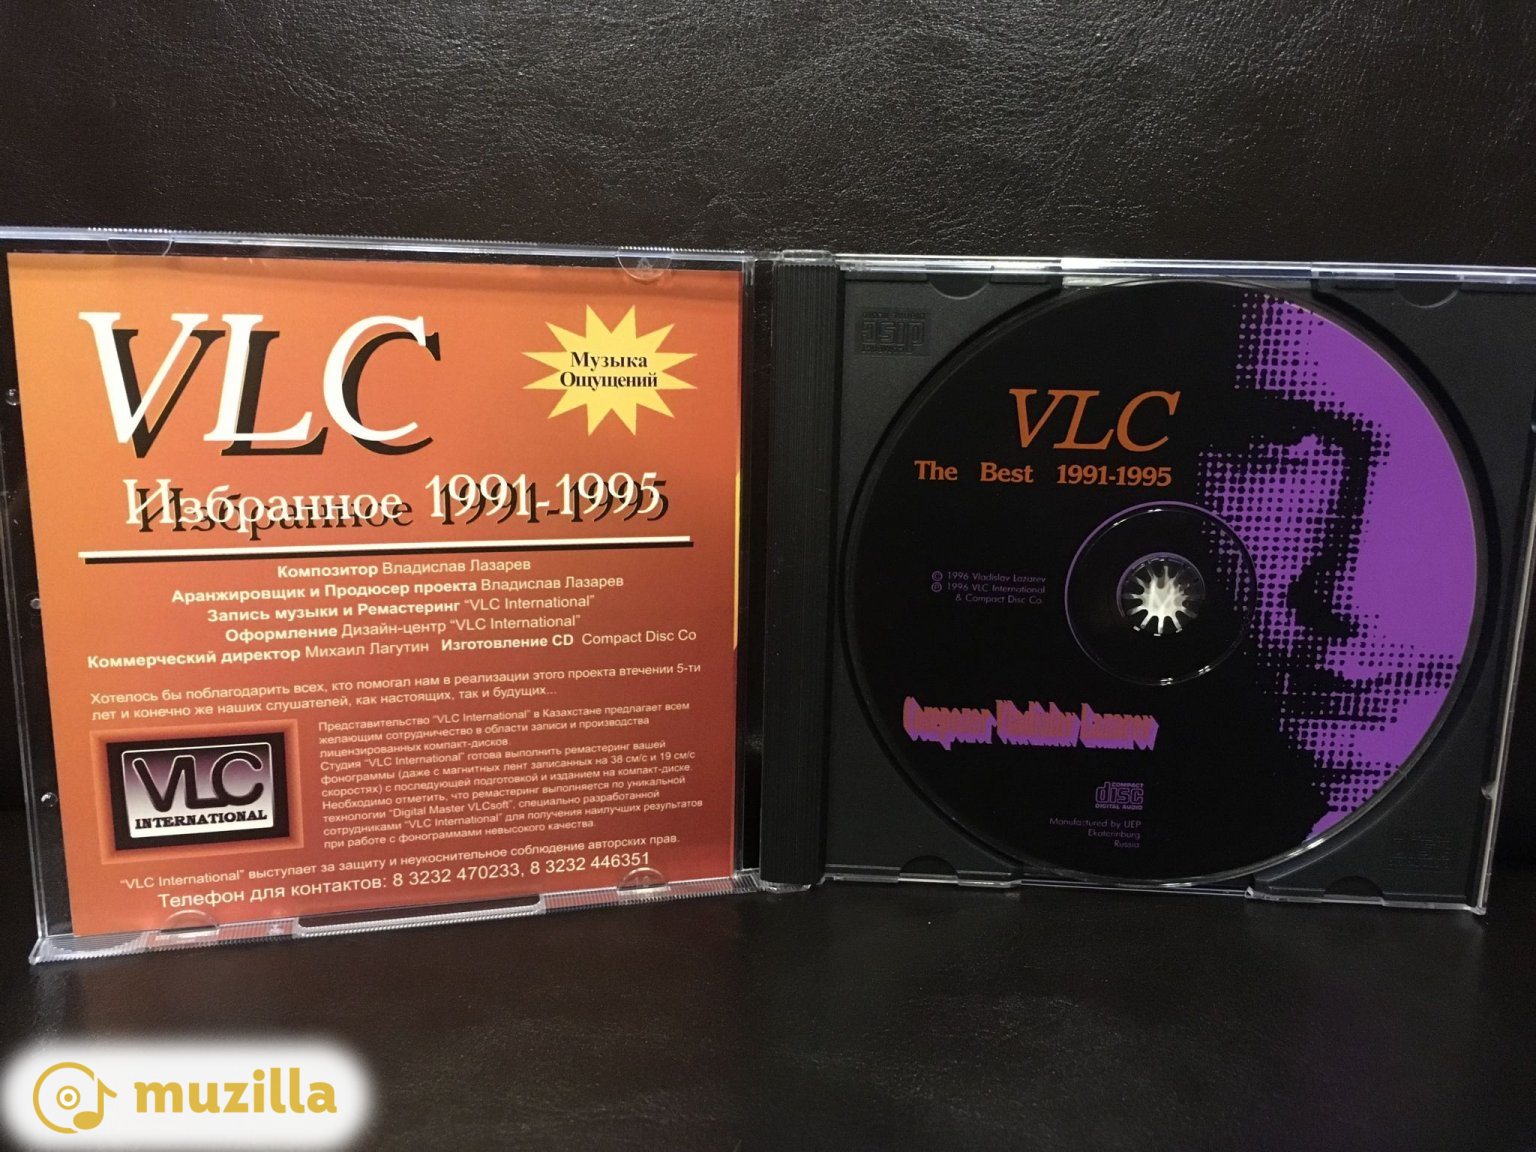 VLC
Музыка
Ощущений
Избранное 1991-1995
Композитор Владислав Лазарев
Аранжировщик и Продюсер проекта Владислав Лазарев
Запись музыки и Ремастеринг “VLC International”
Оформление Дизайн-центр “VLC International”
Коммерческий директор Михаил Лагутин Изготовление CD Compact Disc Co
Хотелось бы поблагодарить всех, кто помогал нам в реализации этого проекта втечении 5-ти
лет и конечно же наших слушателей, как настоящих, так и будущих...
VLC
INTERNATIONAL
Представительство “VLC International” в Казахстане предлагает всем
желающим сотрудничество в области записи и производства
лицензированных компакт-дисков.
Студия “VLC International” готова выполнить ремастеринг вашей
фонограммы (даже с магнитных лент записанных на 38 см/с и 19 см/с
скоростях) с последующей подготовкой и изданием на компакт-диске.
Необходимо отметить, что ремастеринг выполняется по уникальной
технологии “Digital Master VLCsoft”, специально разработанной
сотрудниками “VLC International” для получения наилучших результатов
при работе с фонограммами невысокого качества.
“VLC International” выступает за защиту и неукоснительное соблюдение авторских прав.
Телефон для контактов: 8 3232 470233, 8 3232 446351
VLC
The Best 1991-1995
© 1996 Vladislav Lazarev
℗ 1996 VLC International
& Compact Disc Co.
Composer Vladislav Lazarev
COMPACT
disc
DIGITAL AUDIO
Manufactured by UEP
Ekaterinburg
Russia
muzilla